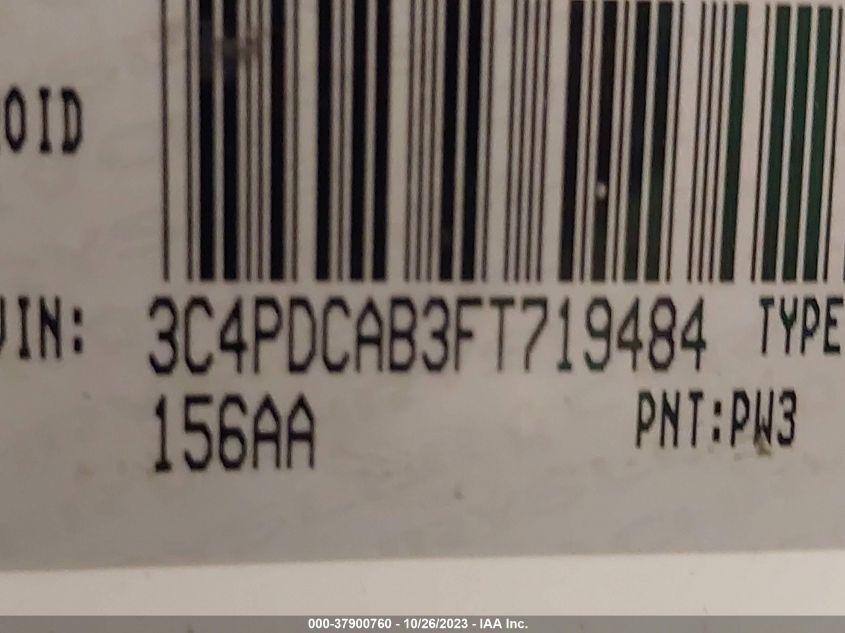 OID
VIN: 3C4PDCAB3FT719484 TYPE
156AA PNT:PW3
000-37900760 - 10/26/2023 - IAA Inc.